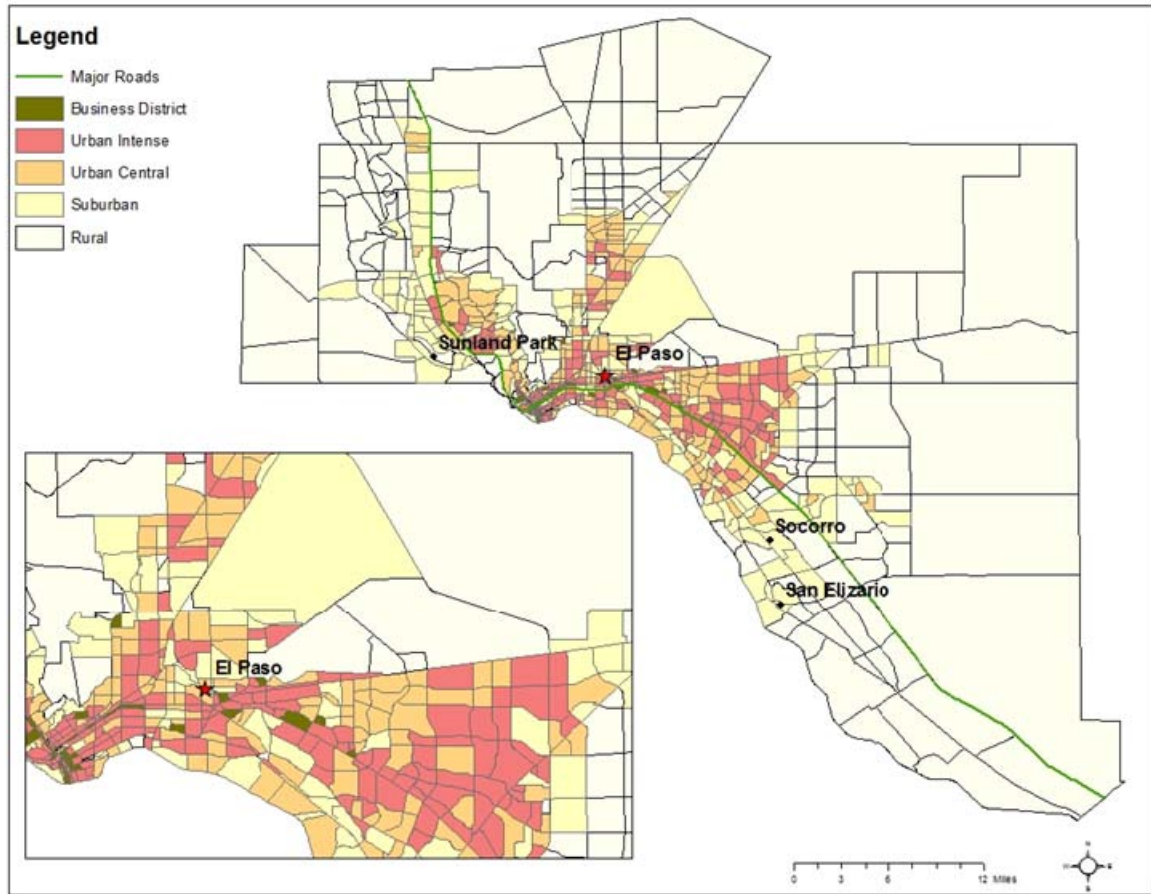 Legend
Major Roads
Business District
Urban Intense
Urban Central
Suburban
Rural
Sunland Park
El Paso
Socorro
San Elizario
El Paso
0 3 6 12 Miles
N
W E
S